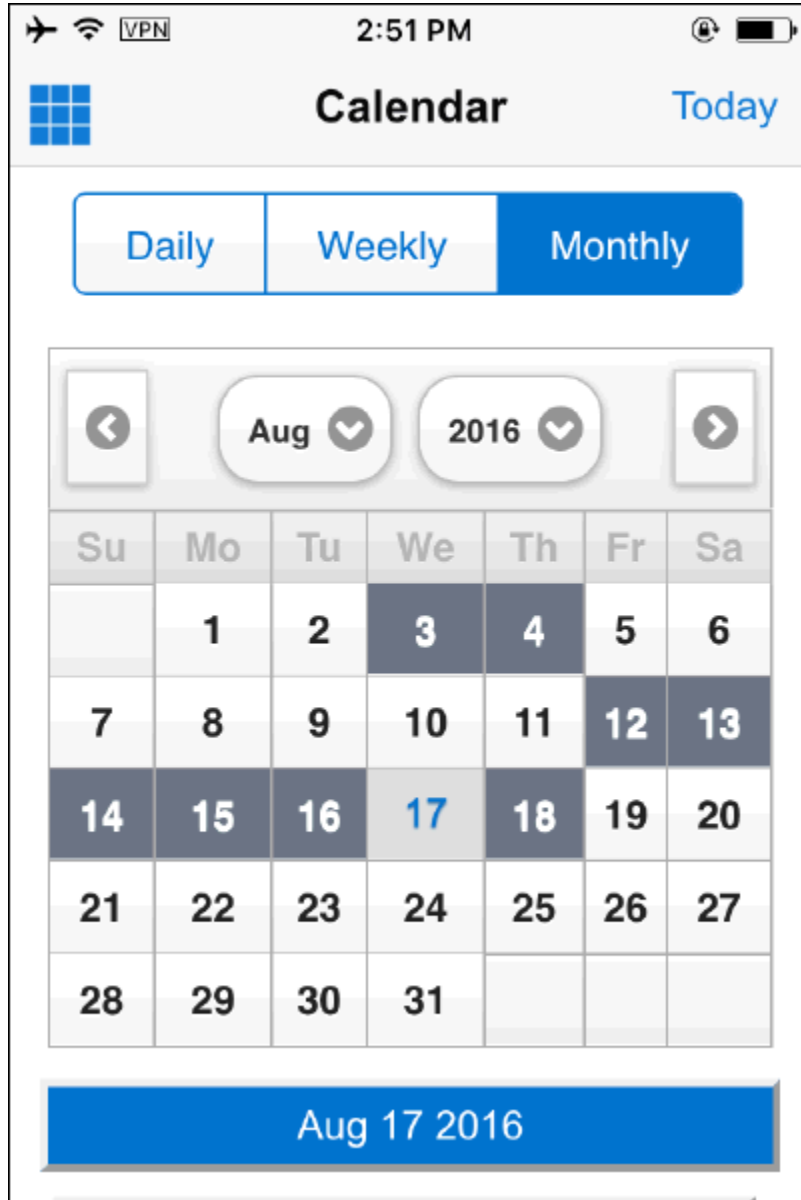 VPN 2:51 PM
Calendar Today
Daily Weekly Monthly
Aug 2016
Su Mo Tu We Th Fr Sa
1 2 3 4 5 6
7 8 9 10 11 12 13
14 15 16 17 18 19 20
21 22 23 24 25 26 27
28 29 30 31
Aug 17 2016